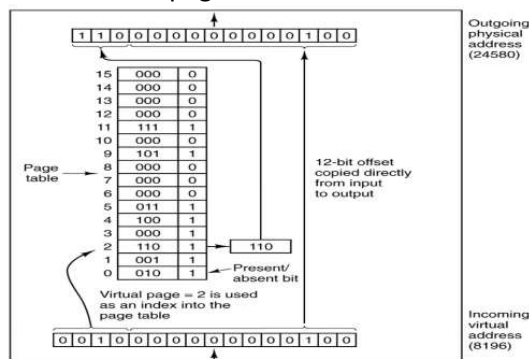 page
1 1 0 0 0 0 0 0 0 0 0 0 1 0 0
Outgoing
physical
address
(24580)
15 000 0
14 000 0
13 000 0
12 000 0
11 111 1
10 000 0
9 101 1
8 000 0
7 000 0
6 000 0
5 011 1
4 100 1
3 000 1
2 110 1
1 001 1
0 010 1
Page
table
110
12-bit offset
copied directly
from input
to output
Present/
absent bit
Virtual page = 2 is used
as an index into the
page table
0 0 1 0 0 0 0 0 0 0 0 0 0 1 0 0
Incoming
virtual
address
(8196)